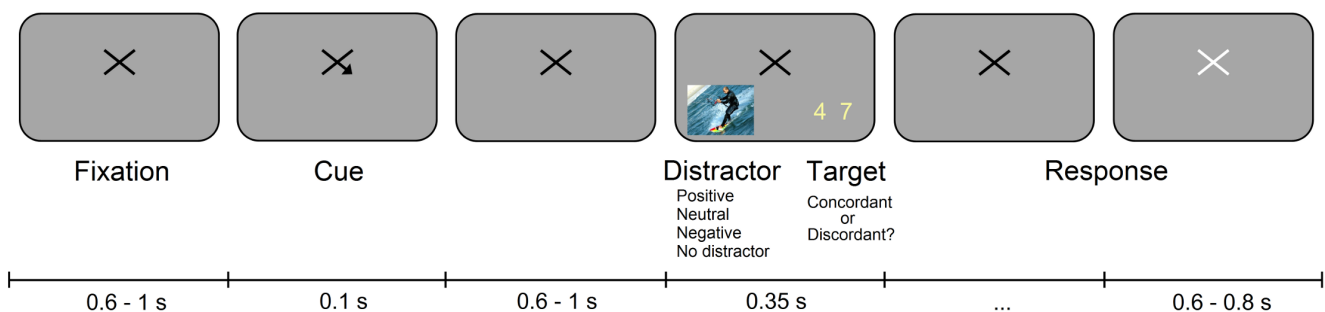 4 7
Fixation
Cue
Distractor
Target
Response
Positive
Neutral
Negative
No distractor
Concordant
or
Discordant?
0.6 - 1 s
0.1 s
0.6 - 1 s
0.35 s
...
0.6 - 0.8 s